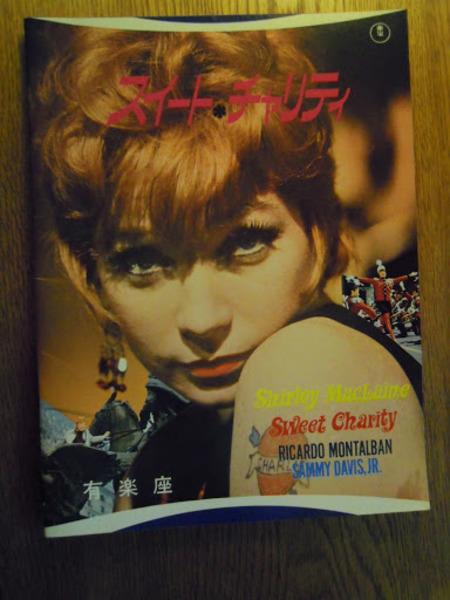 スイート・チャリティ
Shirley MacLaine
Sweet Charity
RICARDO MONTALBAN
SAMMY DAVIS, JR.
CHARL
有楽座